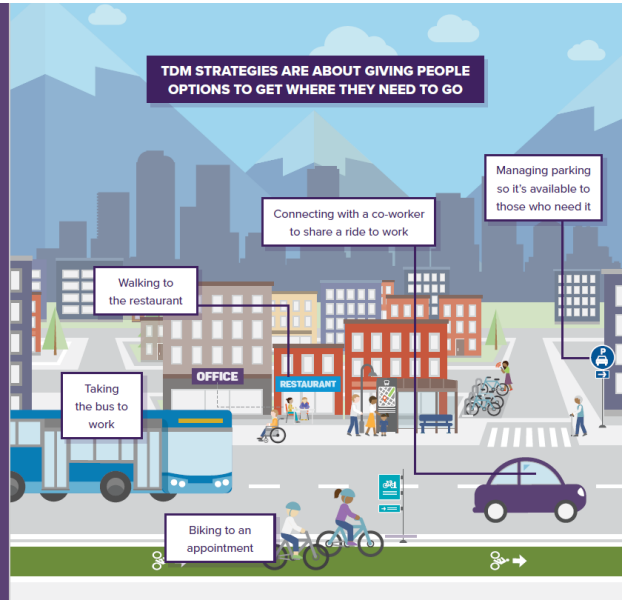 TDM STRATEGIES ARE ABOUT GIVING PEOPLE
OPTIONS TO GET WHERE THEY NEED TO GO
Managing parking
so it's available to
those who need it
Connecting with a co-worker
to share a ride to work
Walking to
the restaurant
P
OFFICE
RESTAURANT
Taking
the bus to
work
Biking to an
appointment